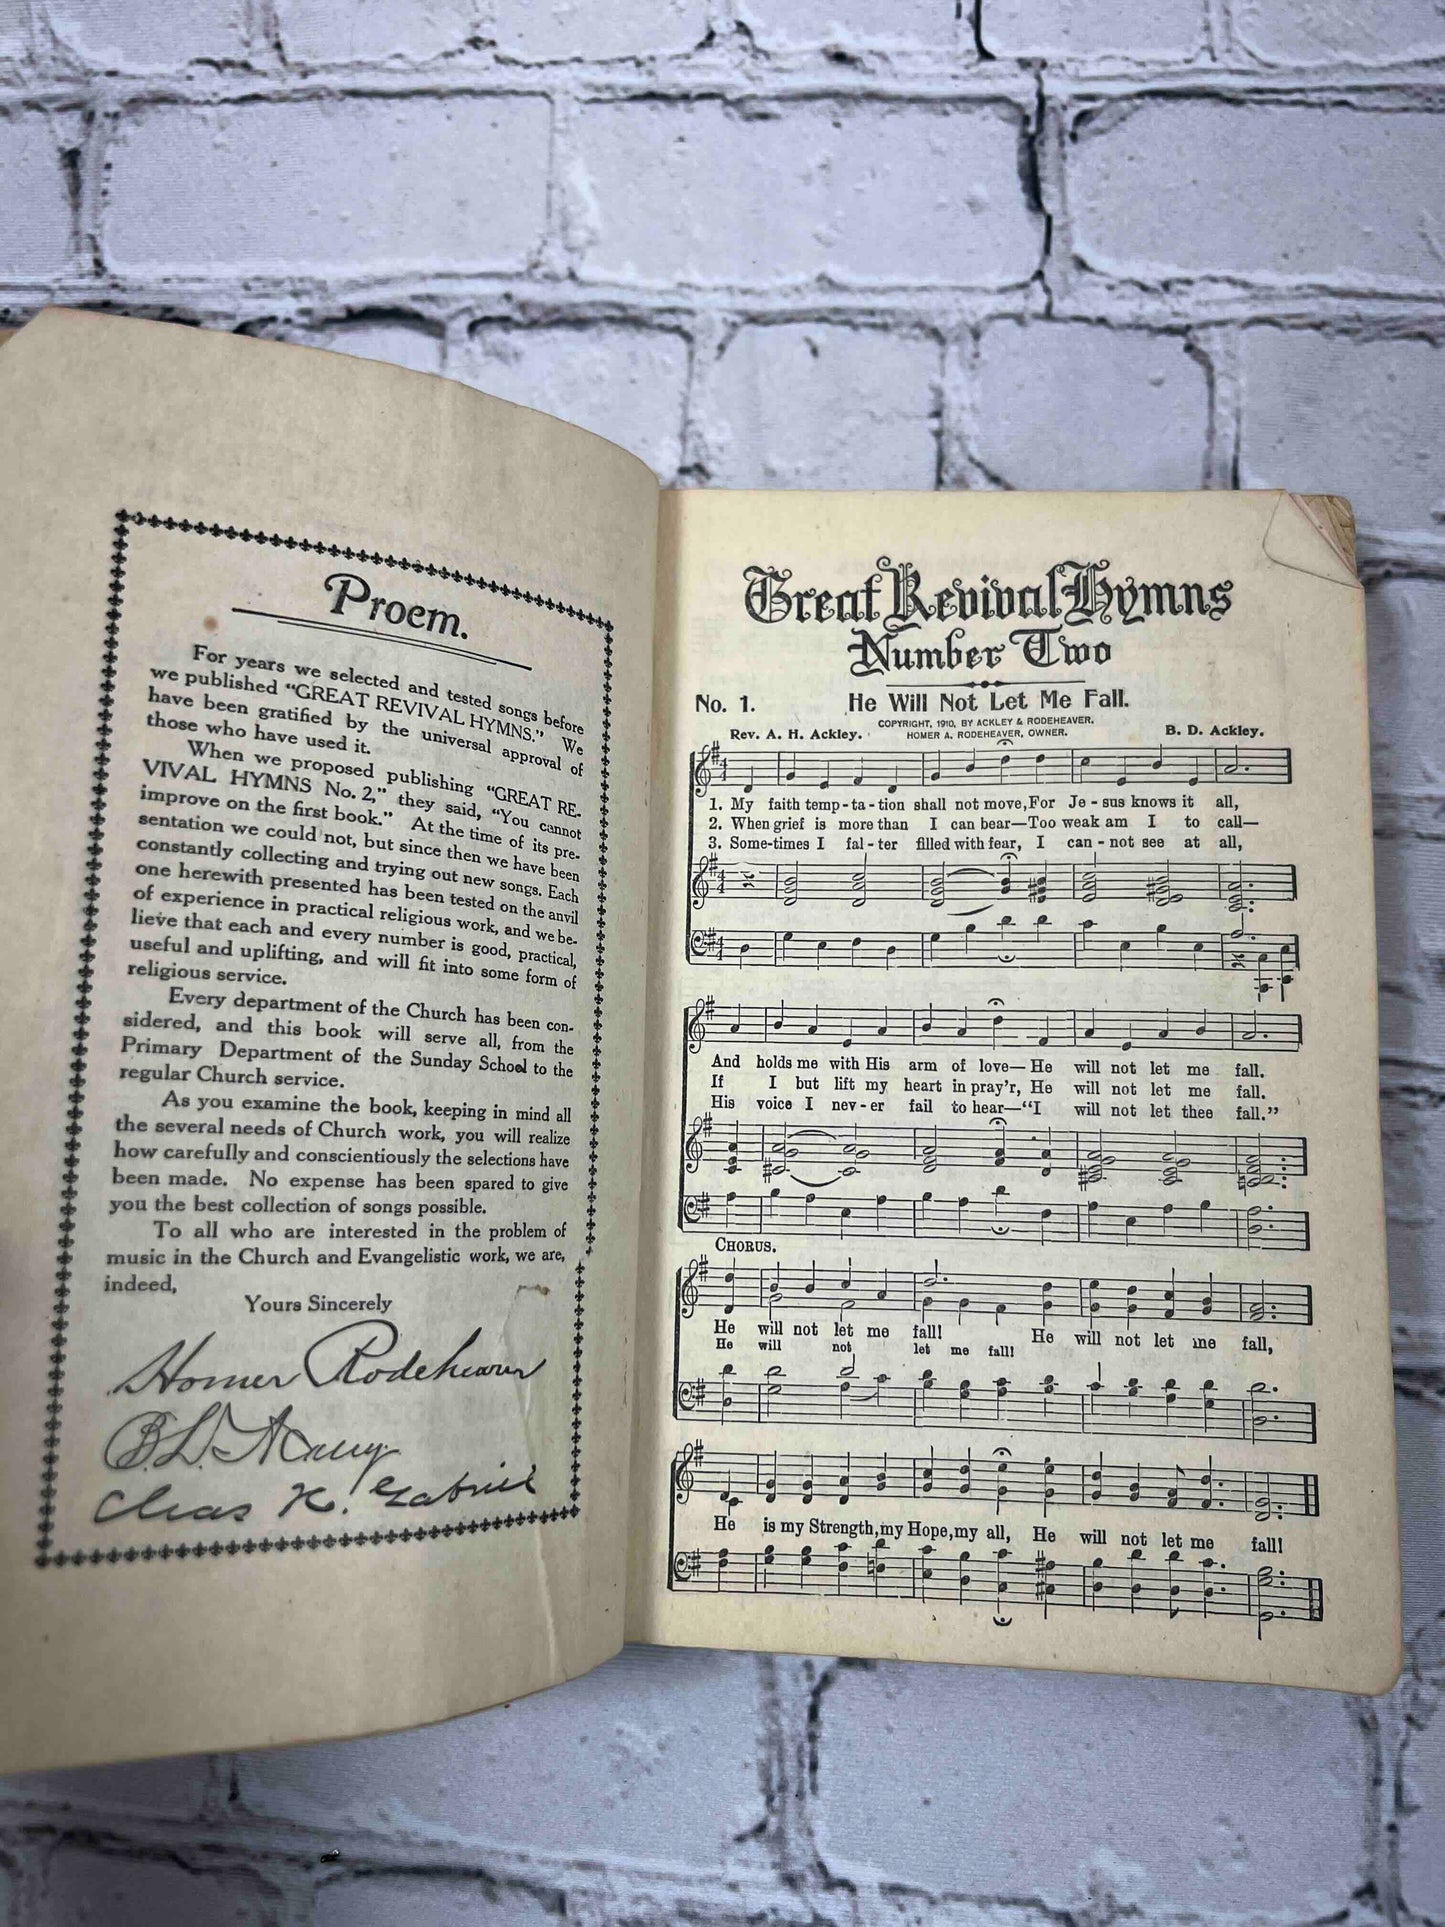 Proem.
For years we selected and tested songs before
we published "GREAT REVIVAL HYMNS." We
have been gratified by the universal approval of
those who have used it.
When we proposed publishing "GREAT RE-
VIVAL HYMNS No. 2," they said, "You cannot
improve on the first book." At the time of its pre-
sentation we could not, but since then we have been
constantly collecting and trying out new songs. Each
one herewith presented has been tested on the anvil
of experience in practical religious work, and we be-
lieve that each and every number is good, practical,
useful and uplifting, and will fit into some form of
religious service.
Every department of the Church has been con-
sidered, and this book will serve all, from the
Primary Department of the Sunday School to the
regular Church service.
As you examine the book, keeping in mind all
the several needs of Church work, you will realize
how carefully and conscientiously the selections have
been made. No expense has been spared to give
you the best collection of songs possible.
To all who are interested in the problem of
music in the Church and Evangelistic work, we are,
indeed,
Yours Sincerely
Homer Rodeheaver
B. D. Ackley
Chas H. Gabriel
Great Revival Hymns
Number Two
No. 1. He Will Not Let Me Fall.
COPYRIGHT, 1910, BY ACKLEY & RODEHEAVER.
Rev. A. H. Ackley. HOMER A. RODEHEAVER, OWNER. B. D. Ackley.
1. My faith temp-ta-tion shall not move, For Je-sus knows it all,
2. When grief is more than I can bear—Too weak am I to call—
3. Some-times I fal-ter filled with fear, I can-not see at all,
And holds me with His arm of love—He will not let me fall.
If I but lift my heart in pray'r, He will not let me fall.
His voice I nev-er fail to hear—"I will not let thee fall."
CHORUS.
He will not let me fall! He will not let me fall,
He will not let me fall!
He is my Strength, my Hope, my all, He will not let me fall!